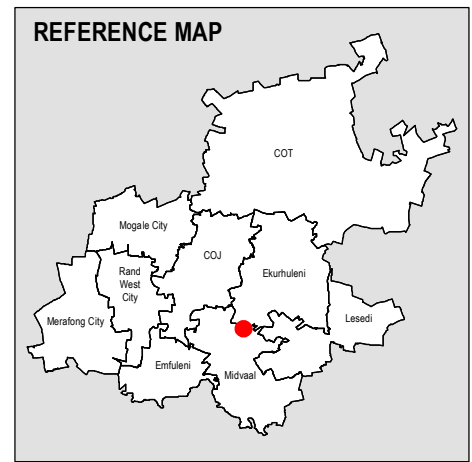 REFERENCE MAP
COT
Mogale City
COJ
Ekurhuleni
Rand
West
City
Merafong City
Lesedi
Emfuleni
Midvaal